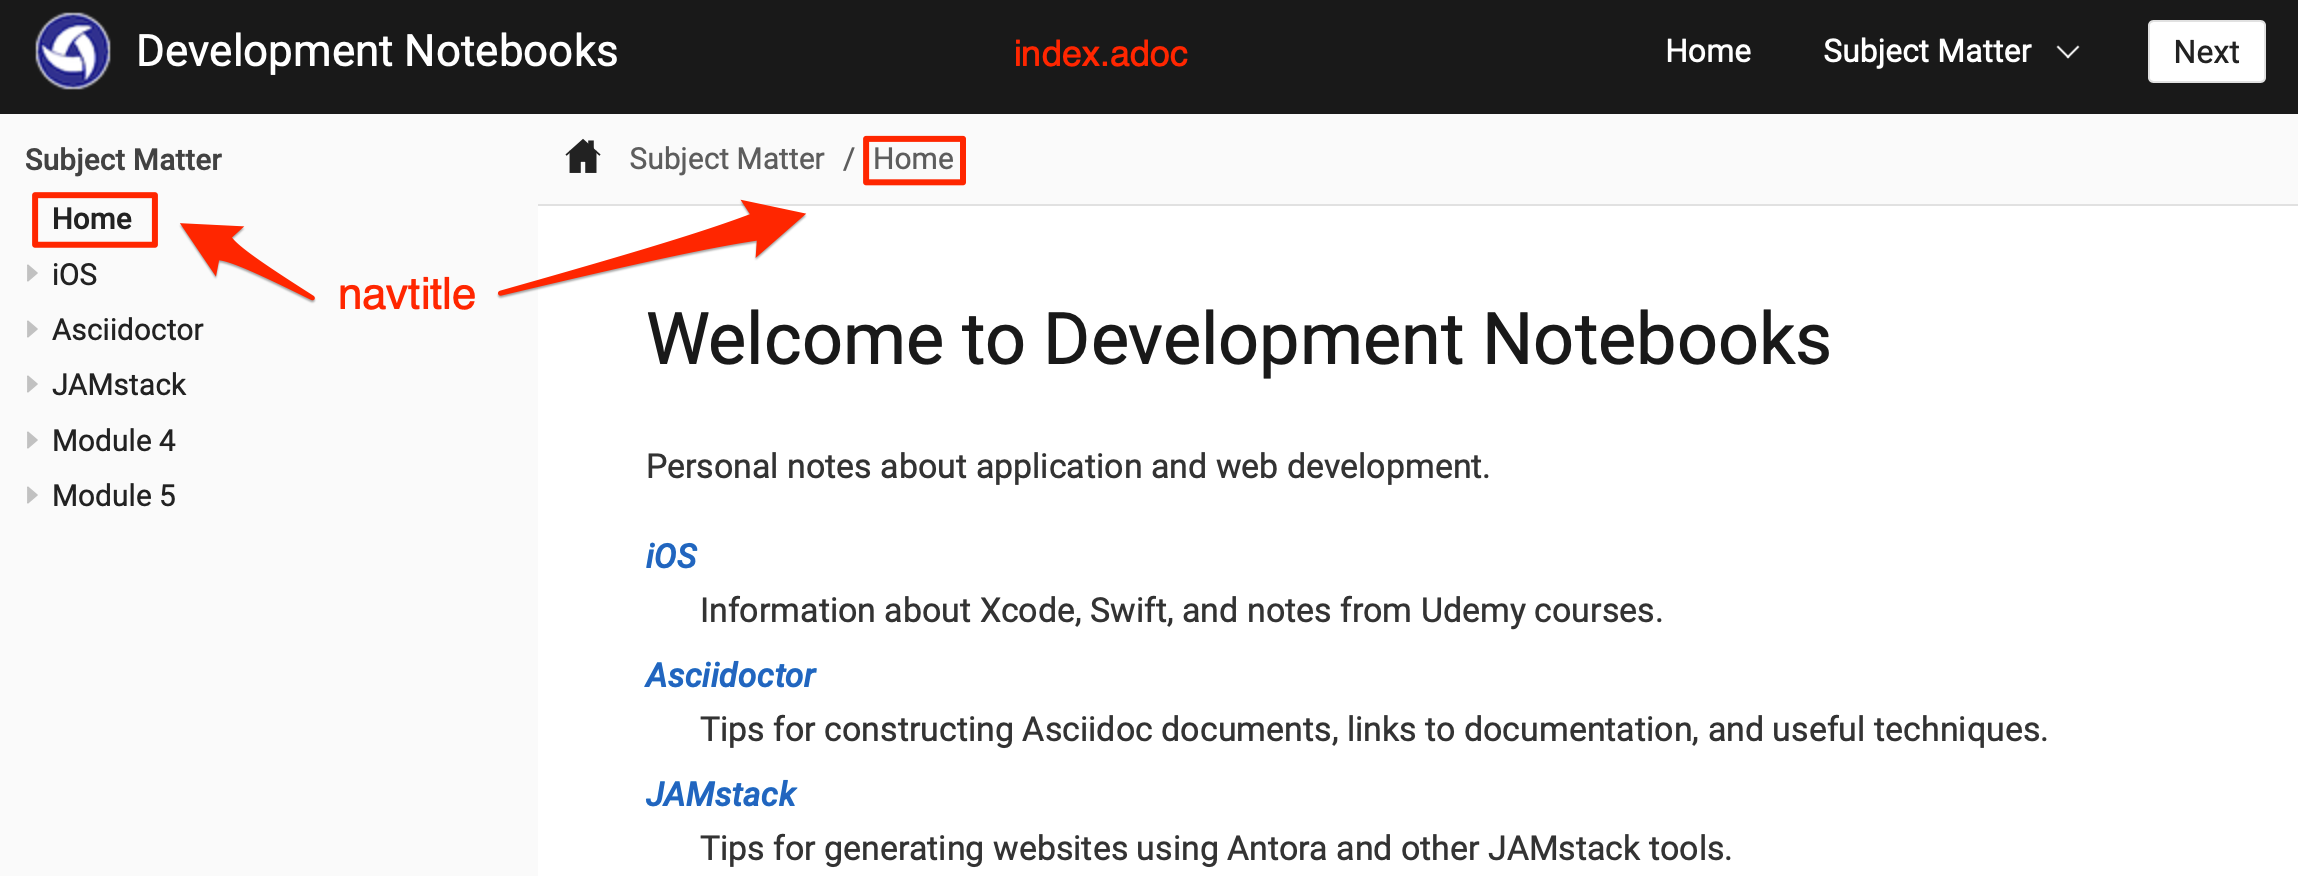 Development Notebooks
index.adoc
Home
Subject Matter
Next
Subject Matter
Home
iOS
Asciidoctor
JAMstack
Module 4
Module 5
navtitle
Subject Matter / Home
Welcome to Development Notebooks
Personal notes about application and web development.
iOS
Information about Xcode, Swift, and notes from Udemy courses.
Asciidoctor
Tips for constructing Asciidoc documents, links to documentation, and useful techniques.
JAMstack
Tips for generating websites using Antora and other JAMstack tools.